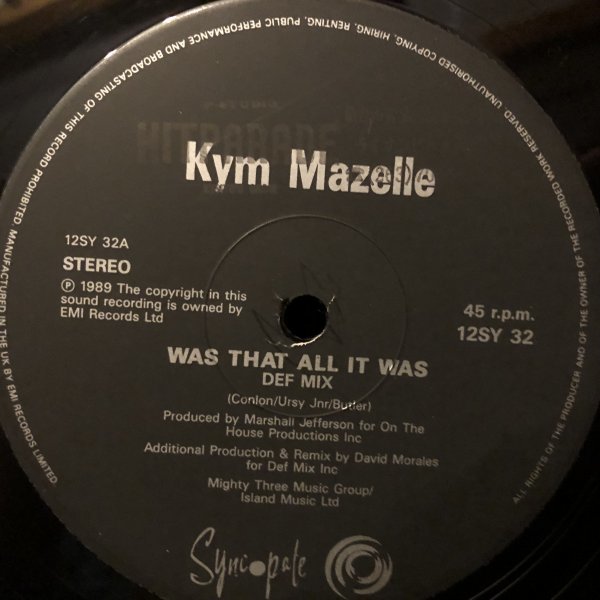 MANUFACTURED IN THE UK BY EMI RECORDS LIMITED. ALL RIGHTS OF THE PRODUCER AND OF THE OWNER OF THE RECORDED WORK RESERVED. UNAUTHORISED COPYING, HIRING, RENTING, PUBLIC PERFORMANCE AND BROADCASTING OF THIS RECORD PROHIBITED.
HITPARADE
Kym Mazelle
12SY 32A
STEREO
℗ 1989 The copyright in this
sound recording is owned by
EMI Records Ltd
45 r.p.m.
12SY 32
WAS THAT ALL IT WAS
DEF MIX
(Conlon/Ursy Jnr/Butler)
Produced by Marshall Jefferson for On The
House Productions Inc
Additional Production & Remix by David Morales
for Def Mix Inc
Mighty Three Music Group/
Island Music Ltd
Syncopate